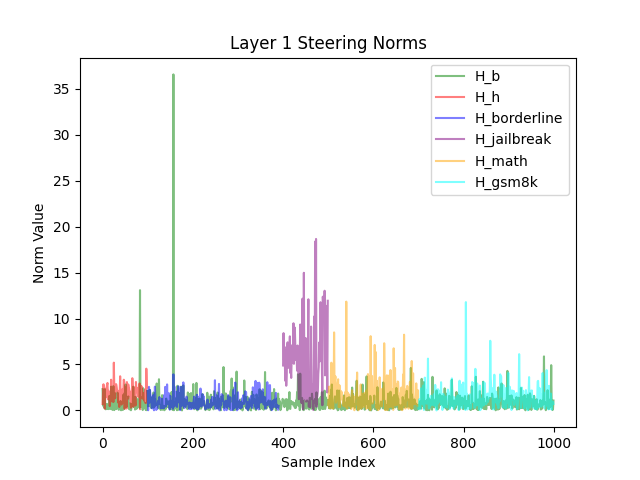 Layer 1 Steering Norms
H_b
H_h
H_borderline
H_jailbreak
H_math
H_gsm8k
Norm Value
35
30
25
20
15
10
5
0
0 200 400 600 800 1000
Sample Index